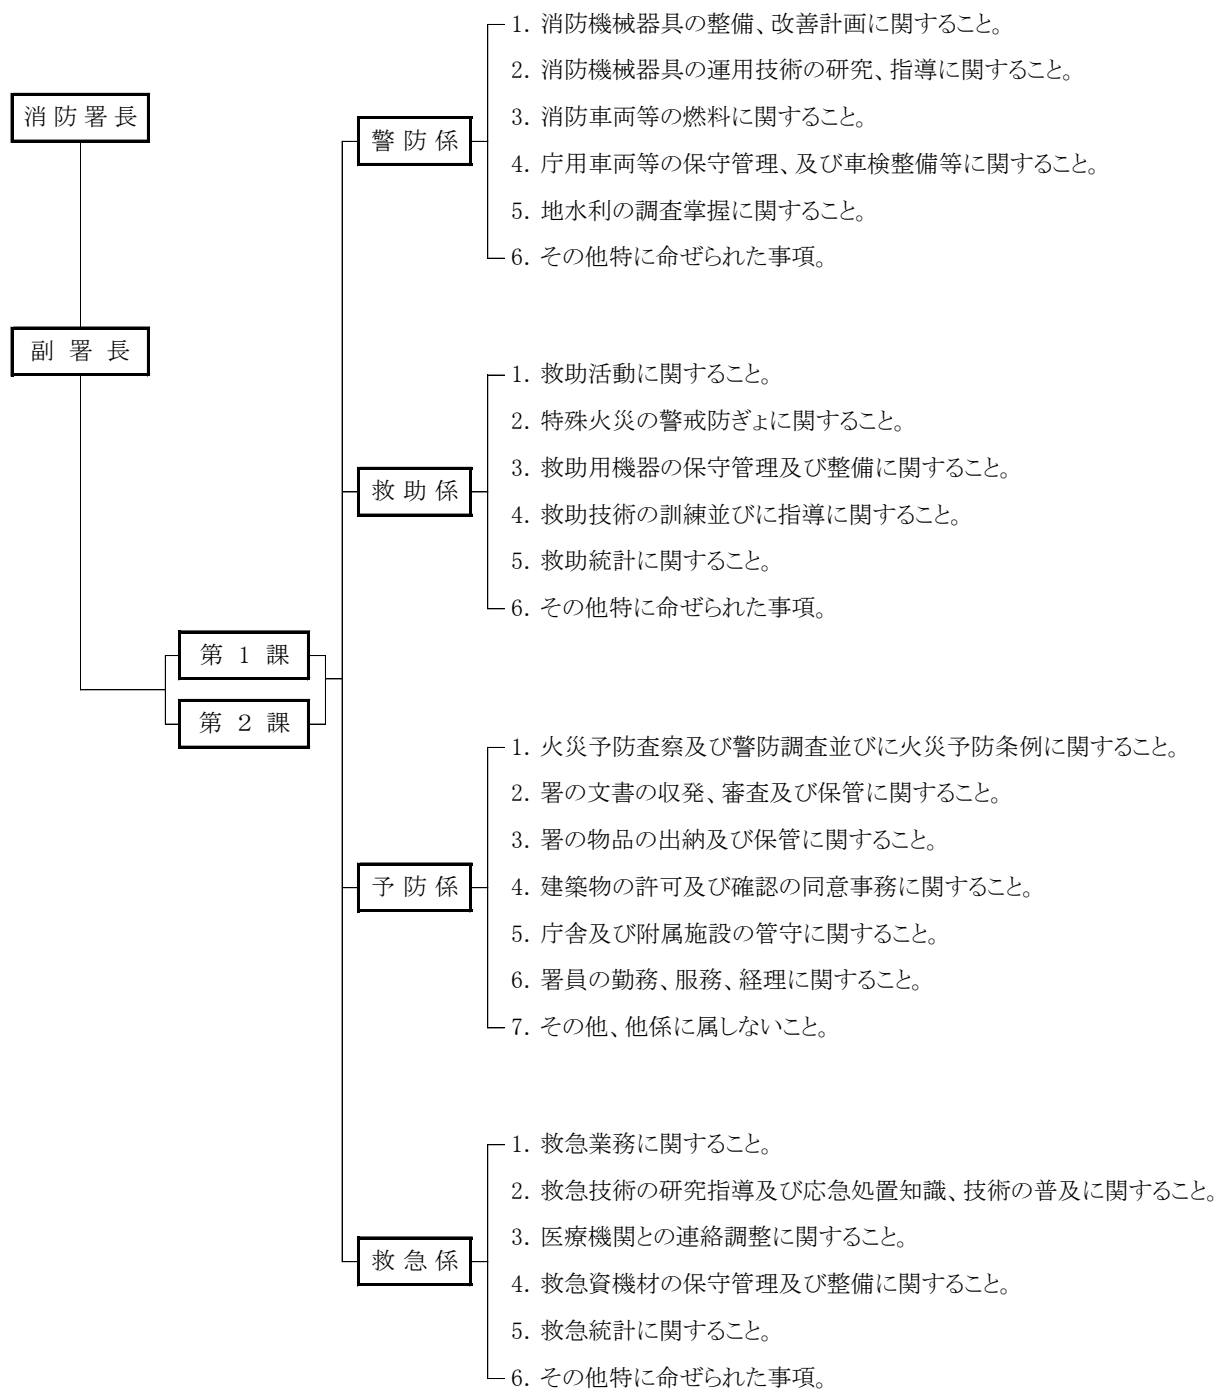 消防署長
副署長
第1課
第2課
警防係
1. 消防機械器具の整備、改善計画に関すること。
2. 消防機械器具の運用技術の研究、指導に関すること。
3. 消防車両等の燃料に関すること。
4. 庁用車両等の保守管理、及び車検整備等に関すること。
5. 地水利の調査掌握に関すること。
6. その他特に命ぜられた事項。
救助係
1. 救助活動に関すること。
2. 特殊火災の警戒防ぎょに関すること。
3. 救助用機器の保守管理及び整備に関すること。
4. 救助技術の訓練並びに指導に関すること。
5. 救助統計に関すること。
6. その他特に命ぜられた事項。
予防係
1. 火災予防査察及び警防調査並びに火災予防条例に関すること。
2. 署の文書の収発、審査及び保管に関すること。
3. 署の物品の出納及び保管に関すること。
4. 建築物の許可及び確認の同意事務に関すること。
5. 庁舎及び附属施設の管守に関すること。
6. 署員の勤務、服務、経理に関すること。
7. その他、他係に属しないこと。
救急係
1. 救急業務に関すること。
2. 救急技術の研究指導及び応急処置知識、技術の普及に関すること。
3. 医療機関との連絡調整に関すること。
4. 救急資機材の保守管理及び整備に関すること。
5. 救急統計に関すること。
6. その他特に命ぜられた事項。